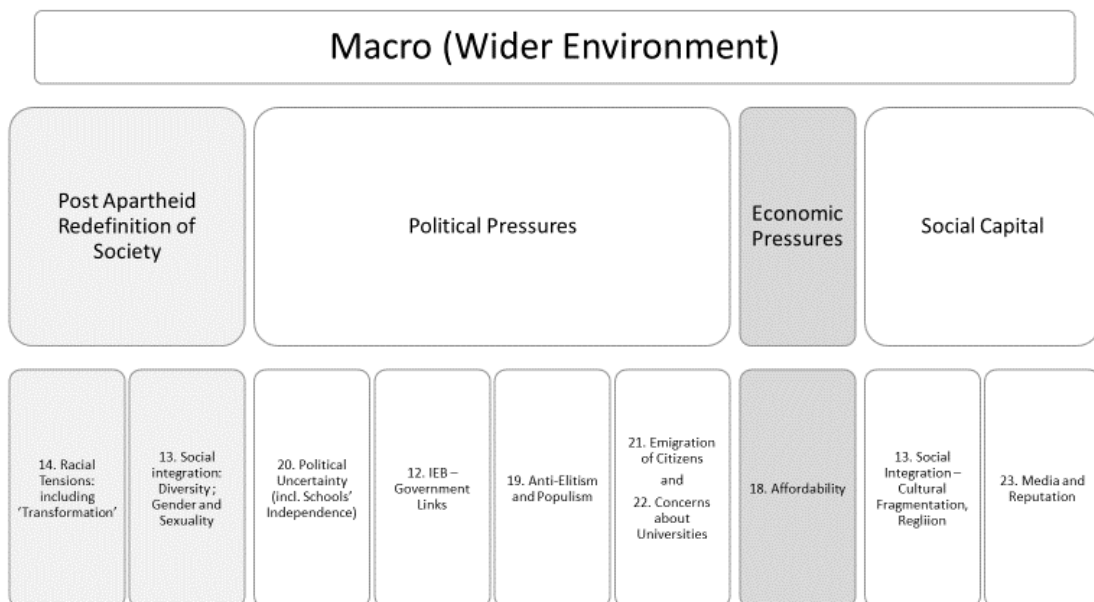 Macro (Wider Environment)
Post Apartheid
Redefinition of
Society
Political Pressures
Economic
Pressures
Social Capital
14. Racial
Tensions:
including
‘Transformation’
13. Social
integration:
Diversity ;
Gender and
Sexuality
20. Political
Uncertainty
(incl. Schools’
Independence)
12. IEB –
Government
Links
19. Anti-Elitism
and Populism
21. Emigration
of Citizens
and
22. Concerns
about
Universities
18. Affordability
13. Social
Integration –
Cultural
Fragmentation,
Regliion
23. Media and
Reputation